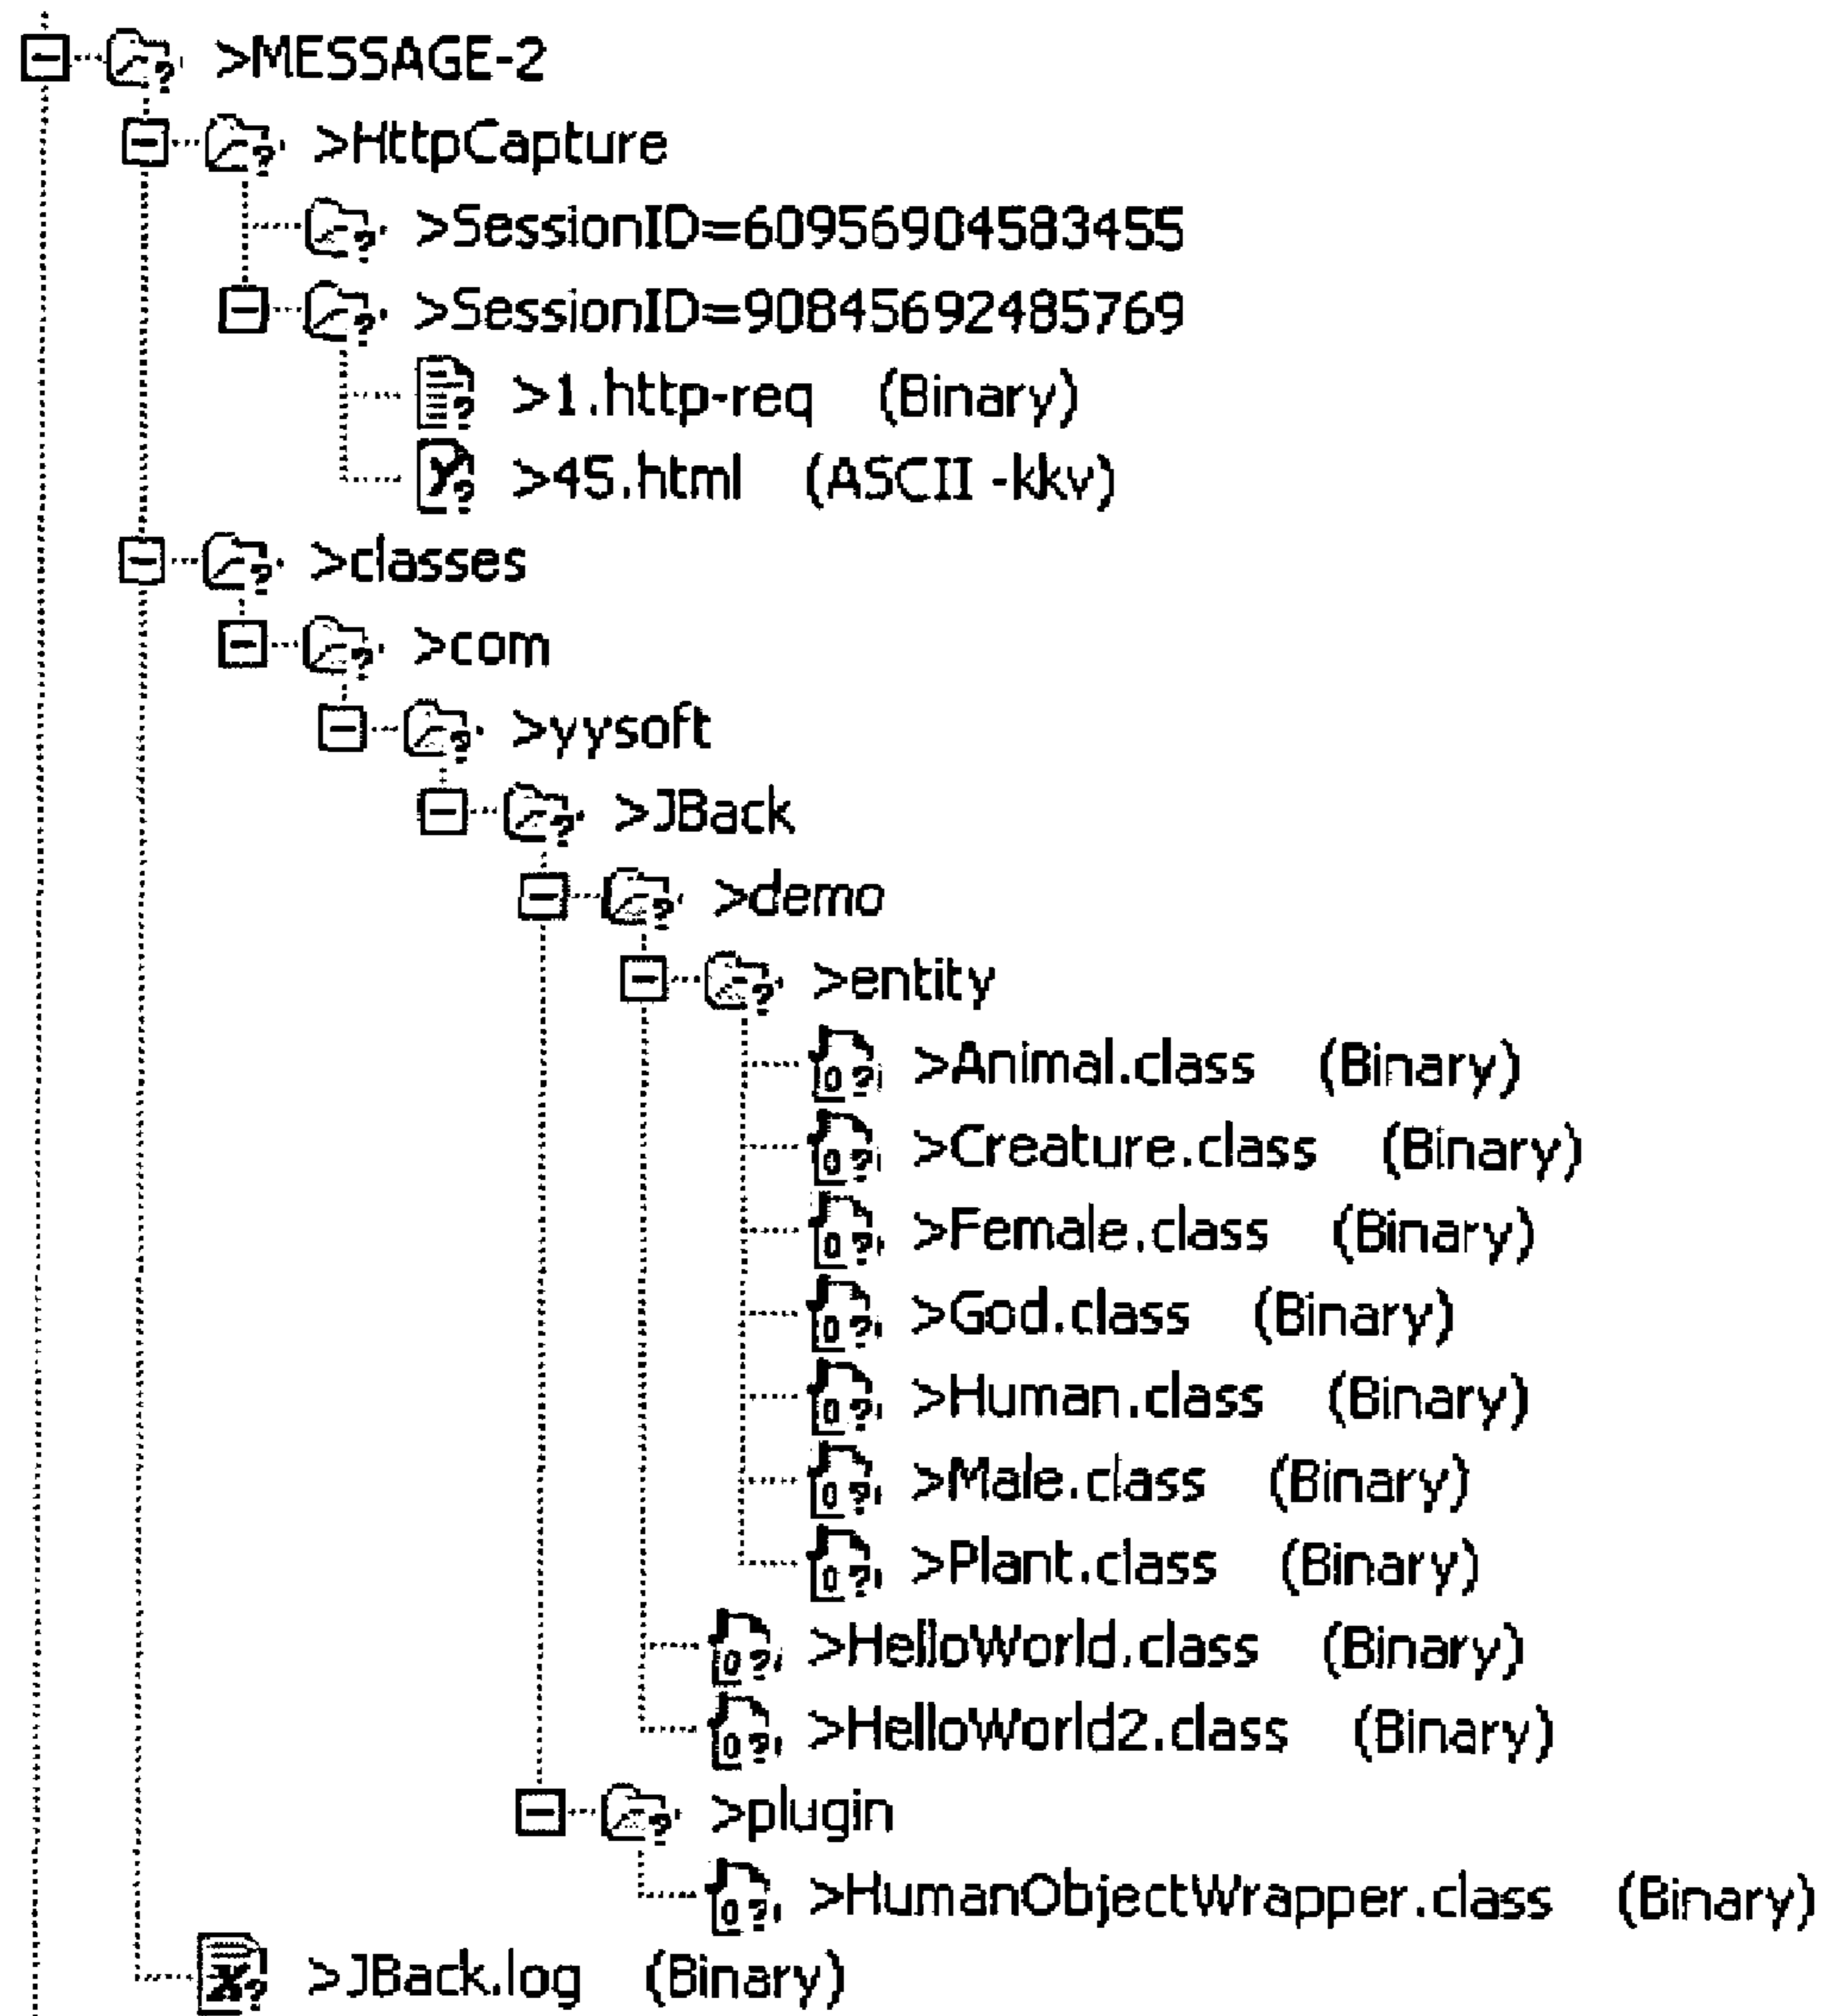 >MESSAGE-2
>HttpCapture
>SessionID=60956904583455
>SessionID=90845692485769
>1.http-req (Binary)
>45.html (ASCII -kkv)
>classes
>com
>yysoft
>JBack
>demo
>entity
>Animal.class (Binary)
>Creature.class (Binary)
>Female.class (Binary)
>God.class (Binary)
>Human.class (Binary)
>Male.class (Binary)
>Plant.class (Binary)
>HelloWorld.class (Binary)
>HelloWorld2.class (Binary)
>plugin
>HumanObjectWrapper.class (Binary)
>JBack.log (Binary)